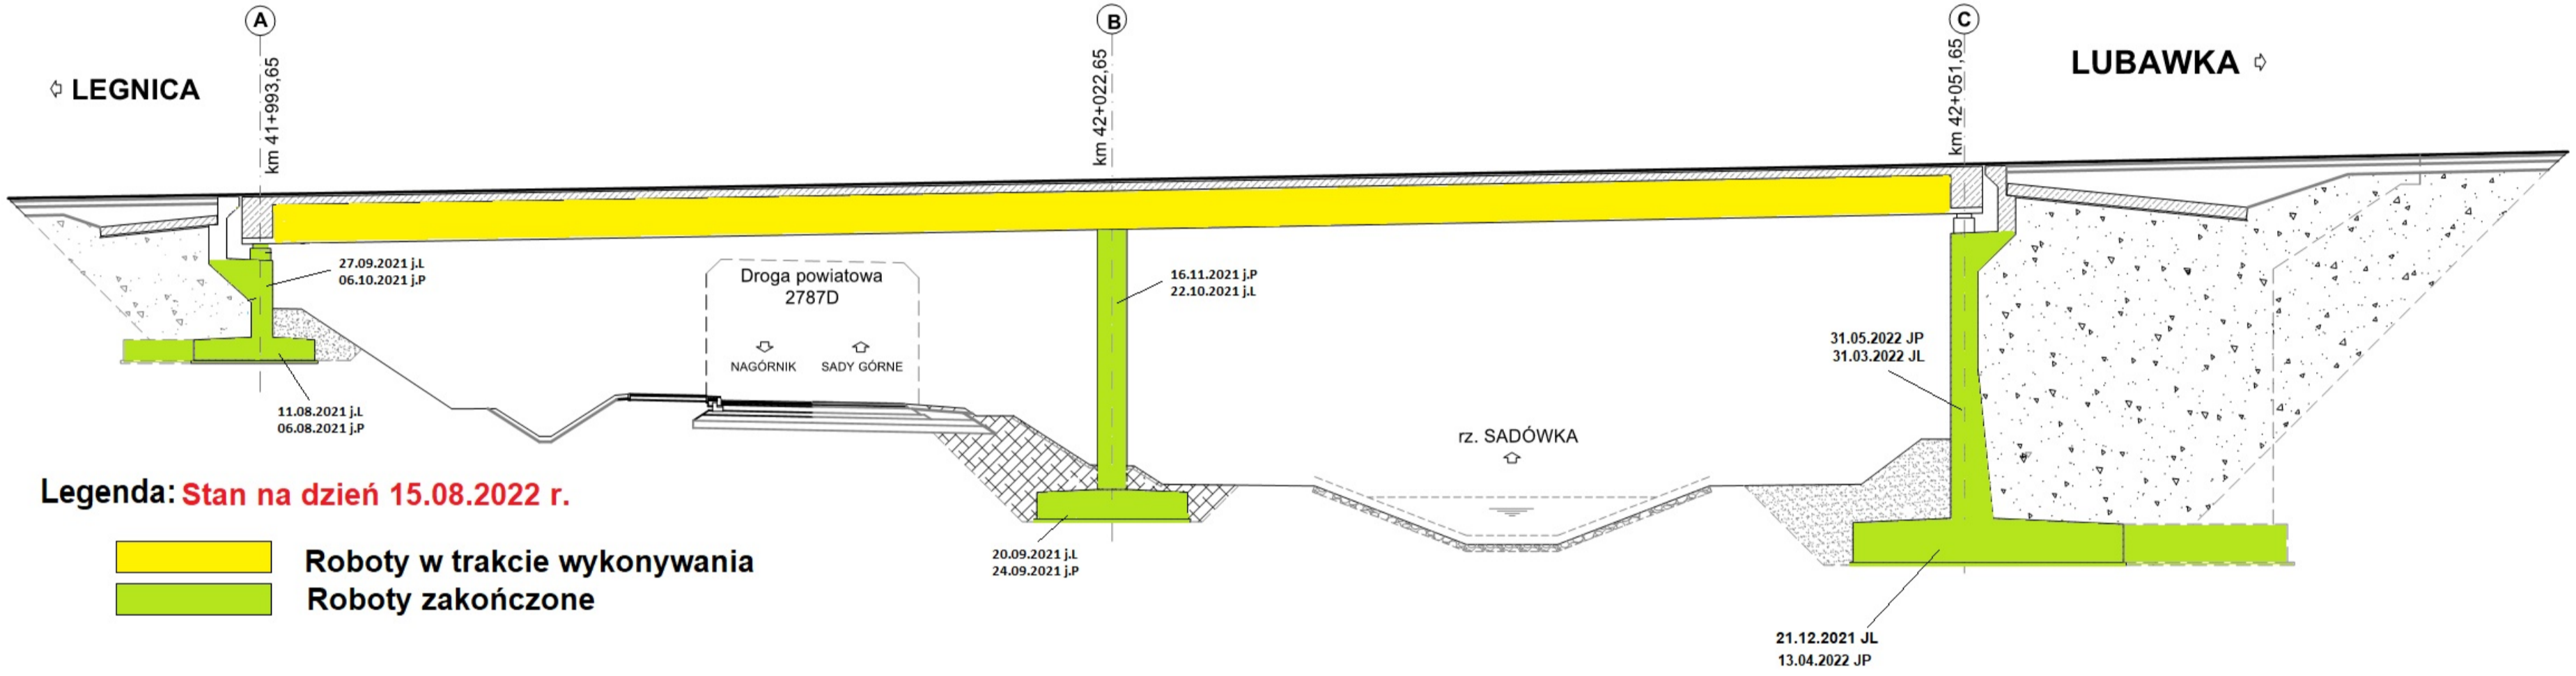 A
B
C
⇦ LEGNICA
km 41+993,65
km 42+022,65
km 42+051,65
LUBAWKA ⇨
27.09.2021 j.L
06.10.2021 j.P
Droga powiatowa
2787D
NAGÓRNIK SADY GÓRNE
16.11.2021 j.P
22.10.2021 j.L
31.05.2022 JP
31.03.2022 JL
11.08.2021 j.L
06.08.2021 j.P
rz. SADÓWKA
Legenda: Stan na dzień 15.08.2022 r.
Roboty w trakcie wykonywania
Roboty zakończone
20.09.2021 j.L
24.09.2021 j.P
21.12.2021 JL
13.04.2022 JP